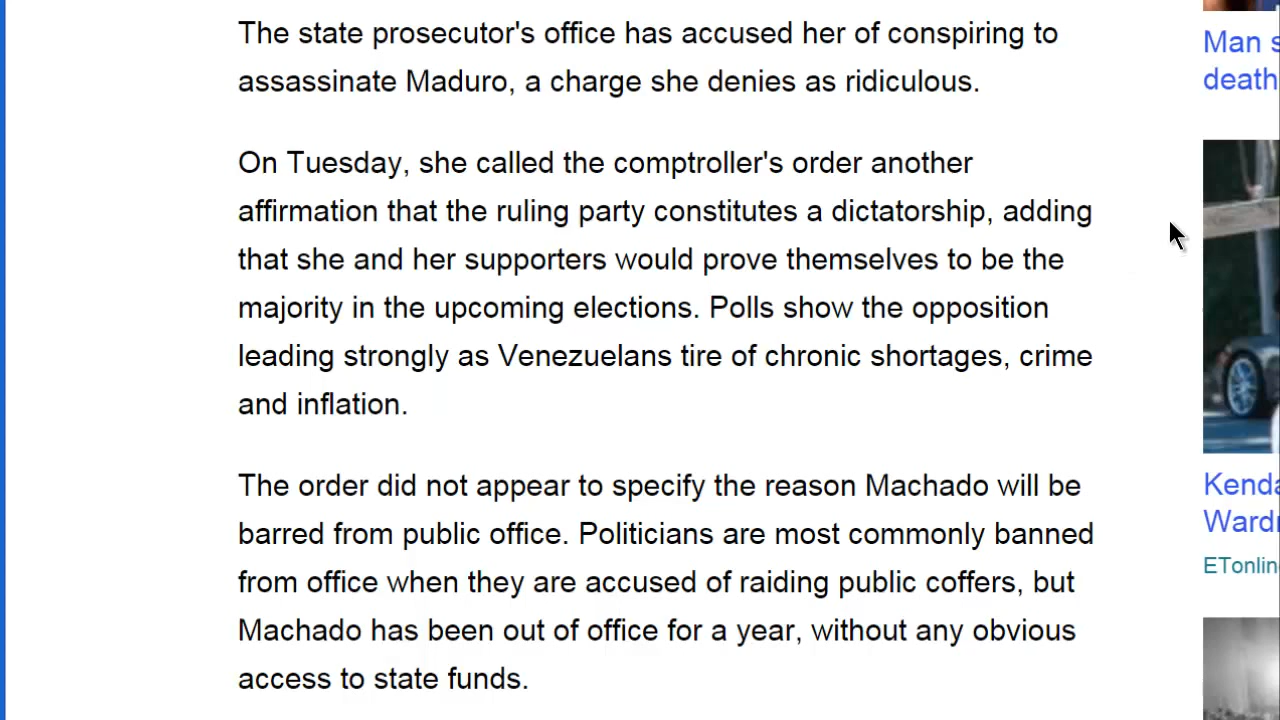 The state prosecutor's office has accused her of conspiring to
assassinate Maduro, a charge she denies as ridiculous.
On Tuesday, she called the comptroller's order another
affirmation that the ruling party constitutes a dictatorship, adding
that she and her supporters would prove themselves to be the
majority in the upcoming elections. Polls show the opposition
leading strongly as Venezuelans tire of chronic shortages, crime
and inflation.
The order did not appear to specify the reason Machado will be
barred from public office. Politicians are most commonly banned
from office when they are accused of raiding public coffers, but
Machado has been out of office for a year, without any obvious
access to state funds.
Man
death